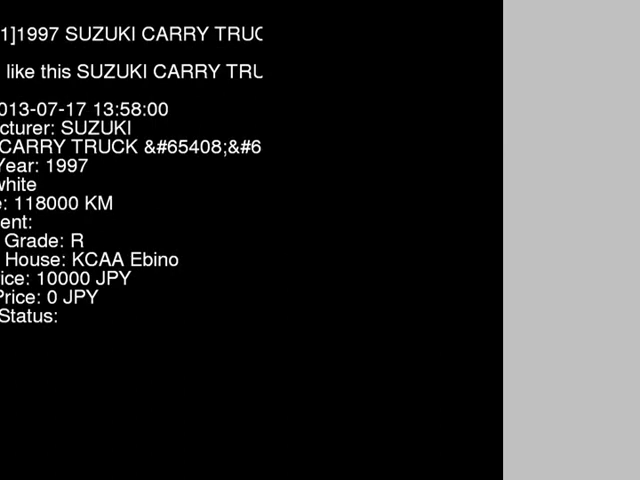 1]1997 SUZUKI CARRY TRUC
like this SUZUKI CARRY TRU
013-07-17 13:58:00
cturer: SUZUKI
CARRY TRUCK &#65408;&#6
Year: 1997
white
e: 118000 KM
ent:
Grade: R
House: KCAA Ebino
ice: 10000 JPY
Price: 0 JPY
Status: